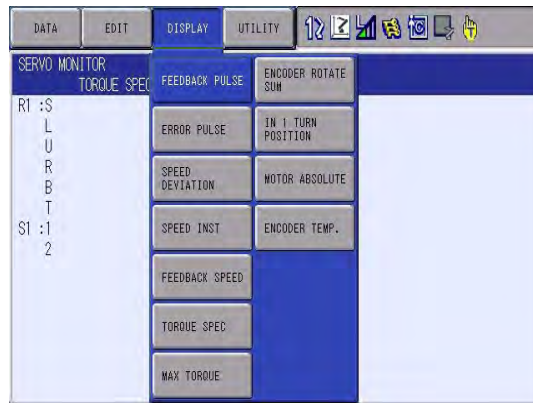 DATA
EDIT
DISPLAY
UTILITY
SERVO MONITOR
TORQUE SPEC
R1 :S
L
U
R
B
T
S1 :1
2
FEEDBACK PULSE
ERROR PULSE
SPEED
DEVIATION
SPEED INST
FEEDBACK SPEED
TORQUE SPEC
MAX TORQUE
ENCODER ROTATE
SUM
IN 1 TURN
POSITION
MOTOR ABSOLUTE
ENCODER TEMP.